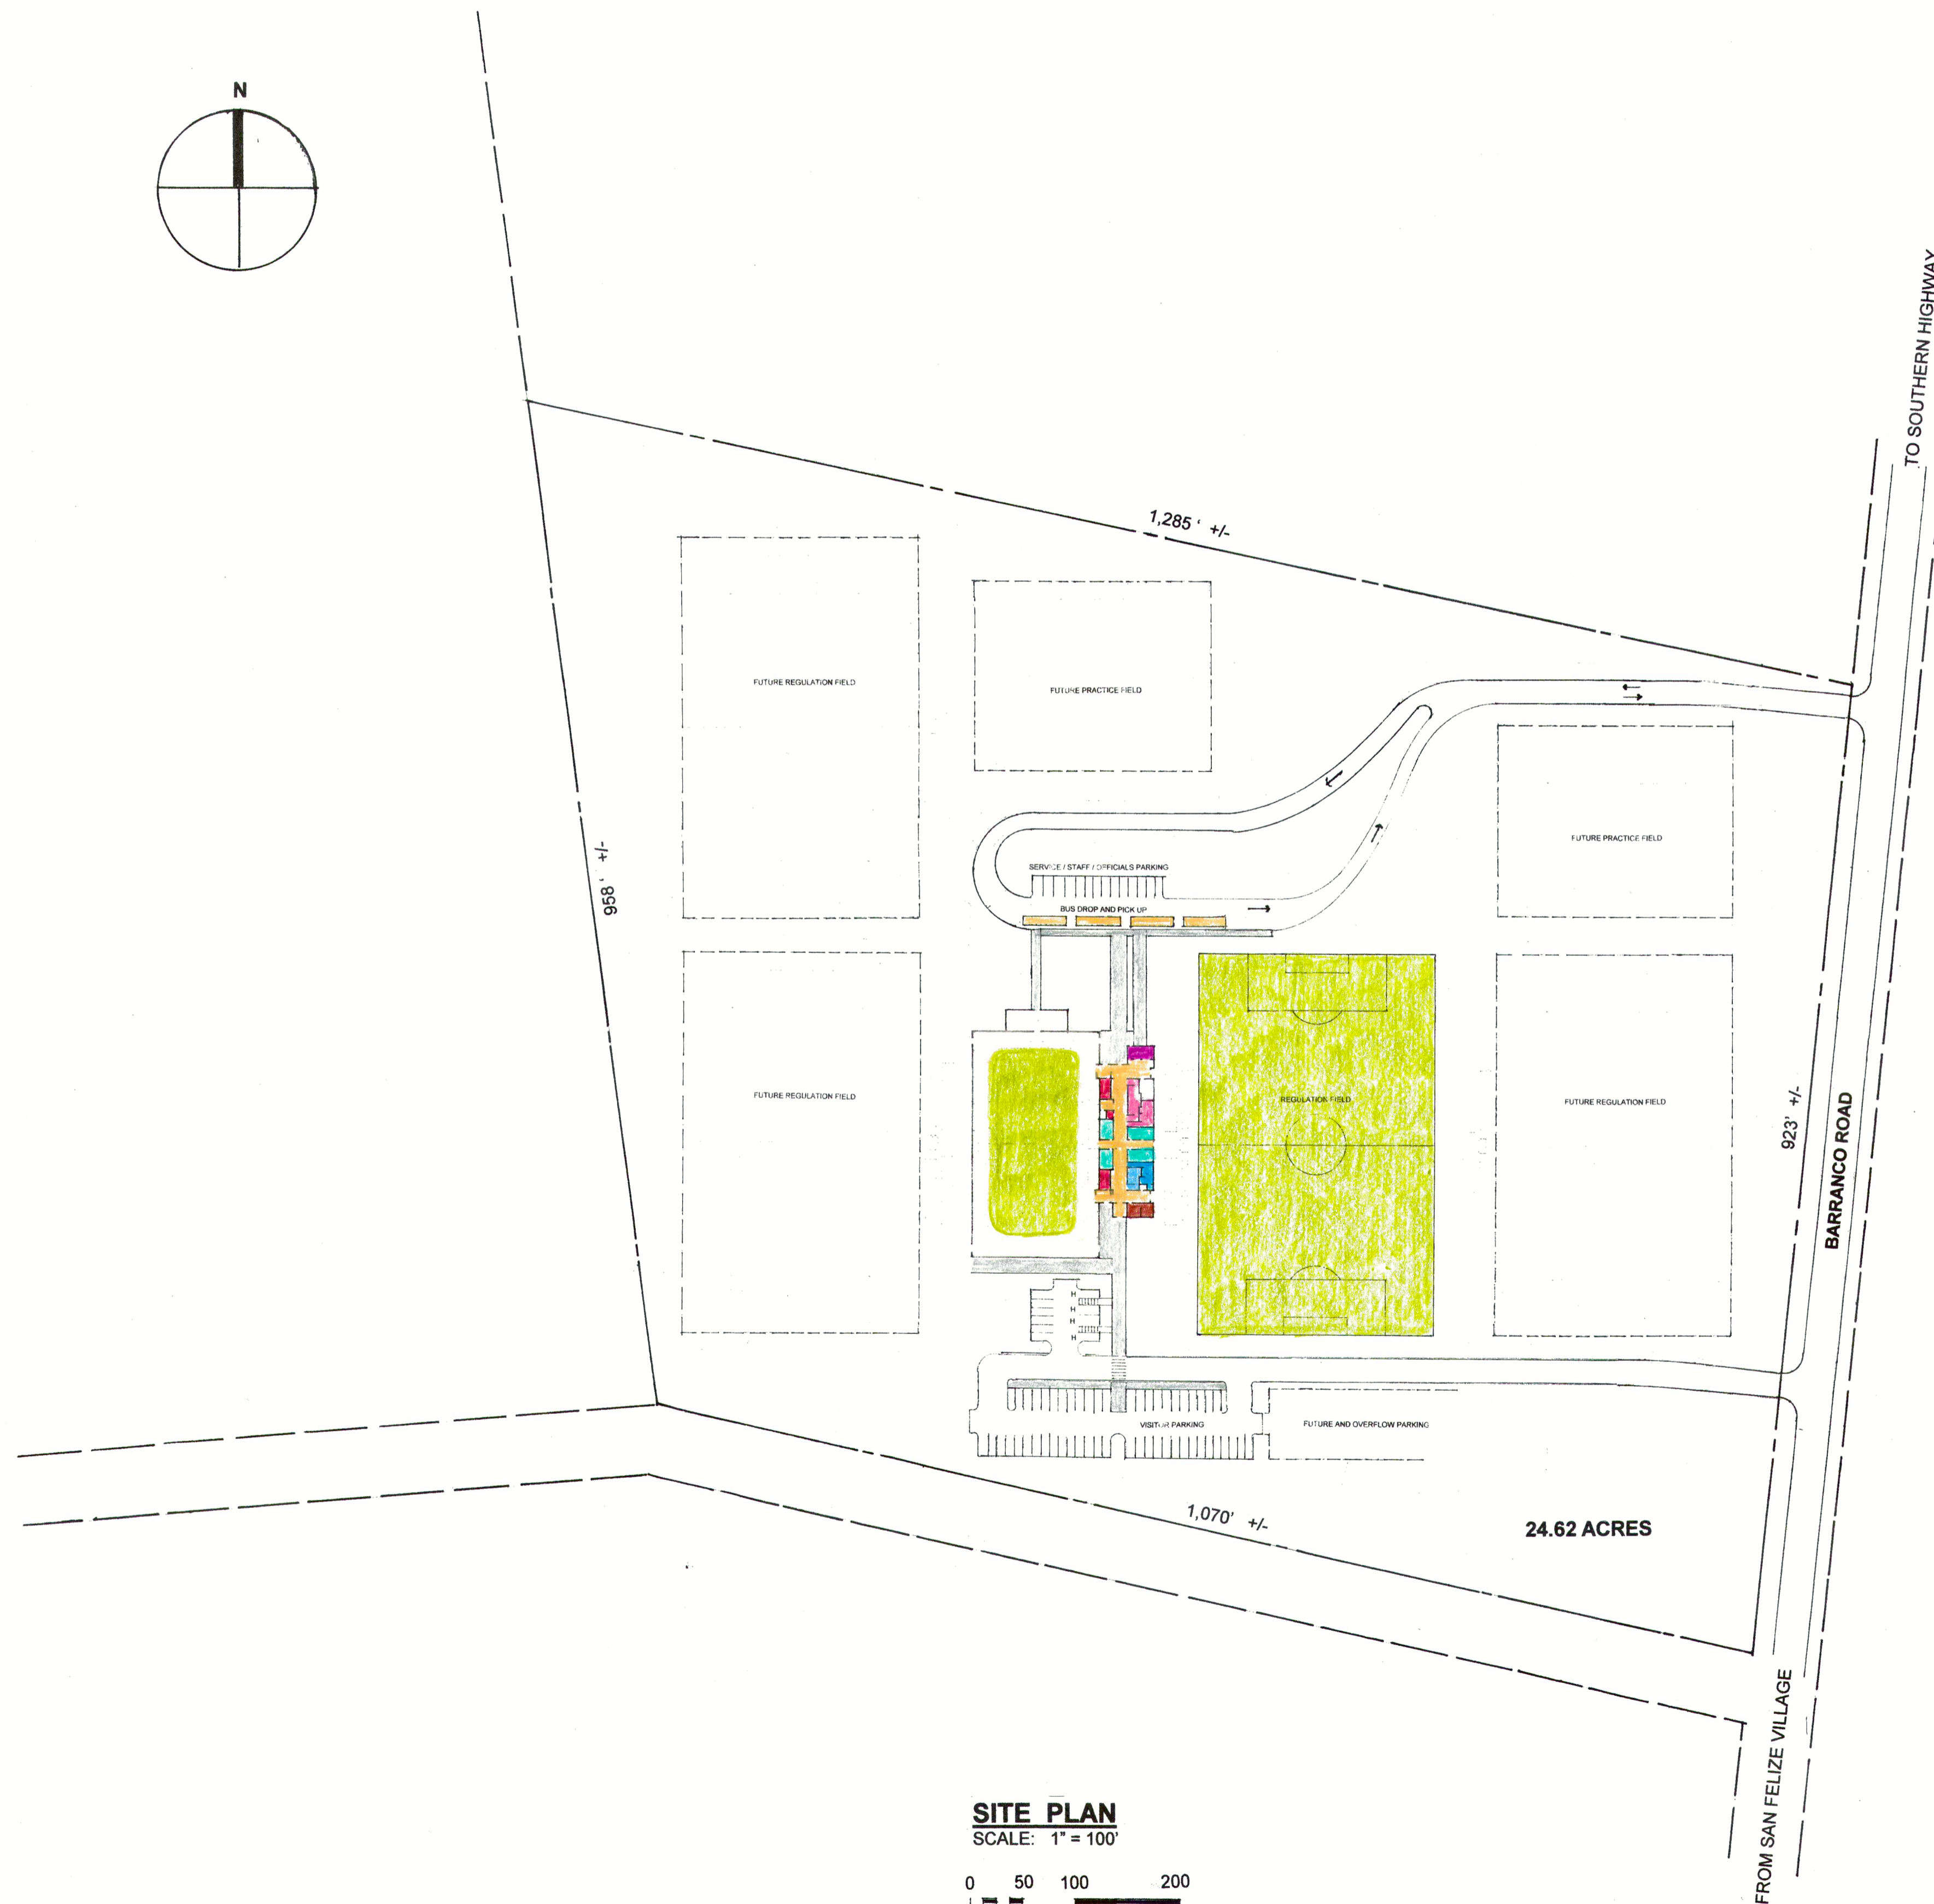 N
TO SOUTHERN HIGHWAY
1,285 ' +/-
FUTURE REGULATION FIELD
FUTURE PRACTICE FIELD
FUTURE PRACTICE FIELD
958 ' +/-
SERVICE / STAFF / OFFICIALS PARKING
BUS DROP AND PICK UP
FUTURE REGULATION FIELD
REGULATION FIELD
FUTURE REGULATION FIELD
923' +/-
BARRANCO ROAD
H
H
H
H
VISITOR PARKING
FUTURE AND OVERFLOW PARKING
1,070' +/-
24.62 ACRES
FROM SAN FELIZE VILLAGE
SITE PLAN
SCALE: 1" = 100'
0 50 100 200